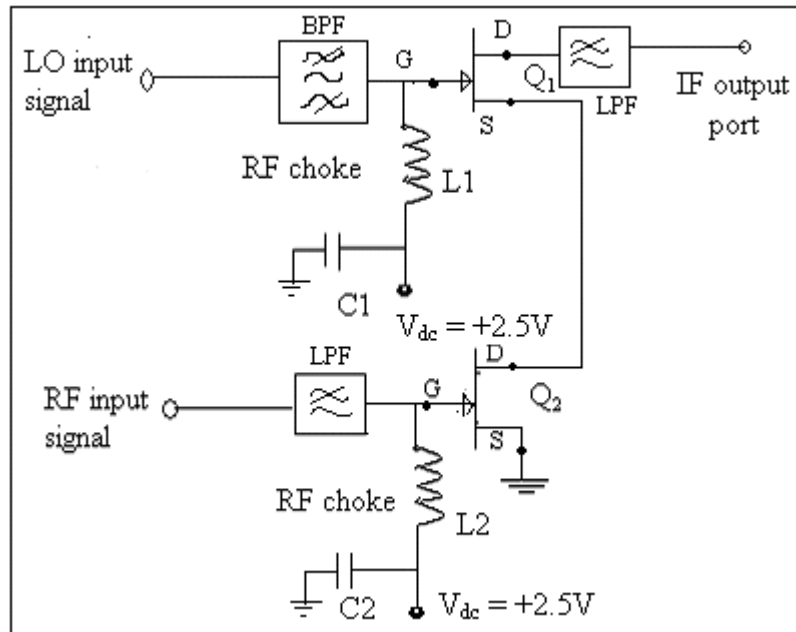 BPF
D
LO input
signal
G
Q1
LPF
S
IF output
port
RF choke
L1
C1
Vdc = +2.5V
LPF
D
RF input
signal
G
Q2
S
RF choke
L2
C2
Vdc = +2.5V